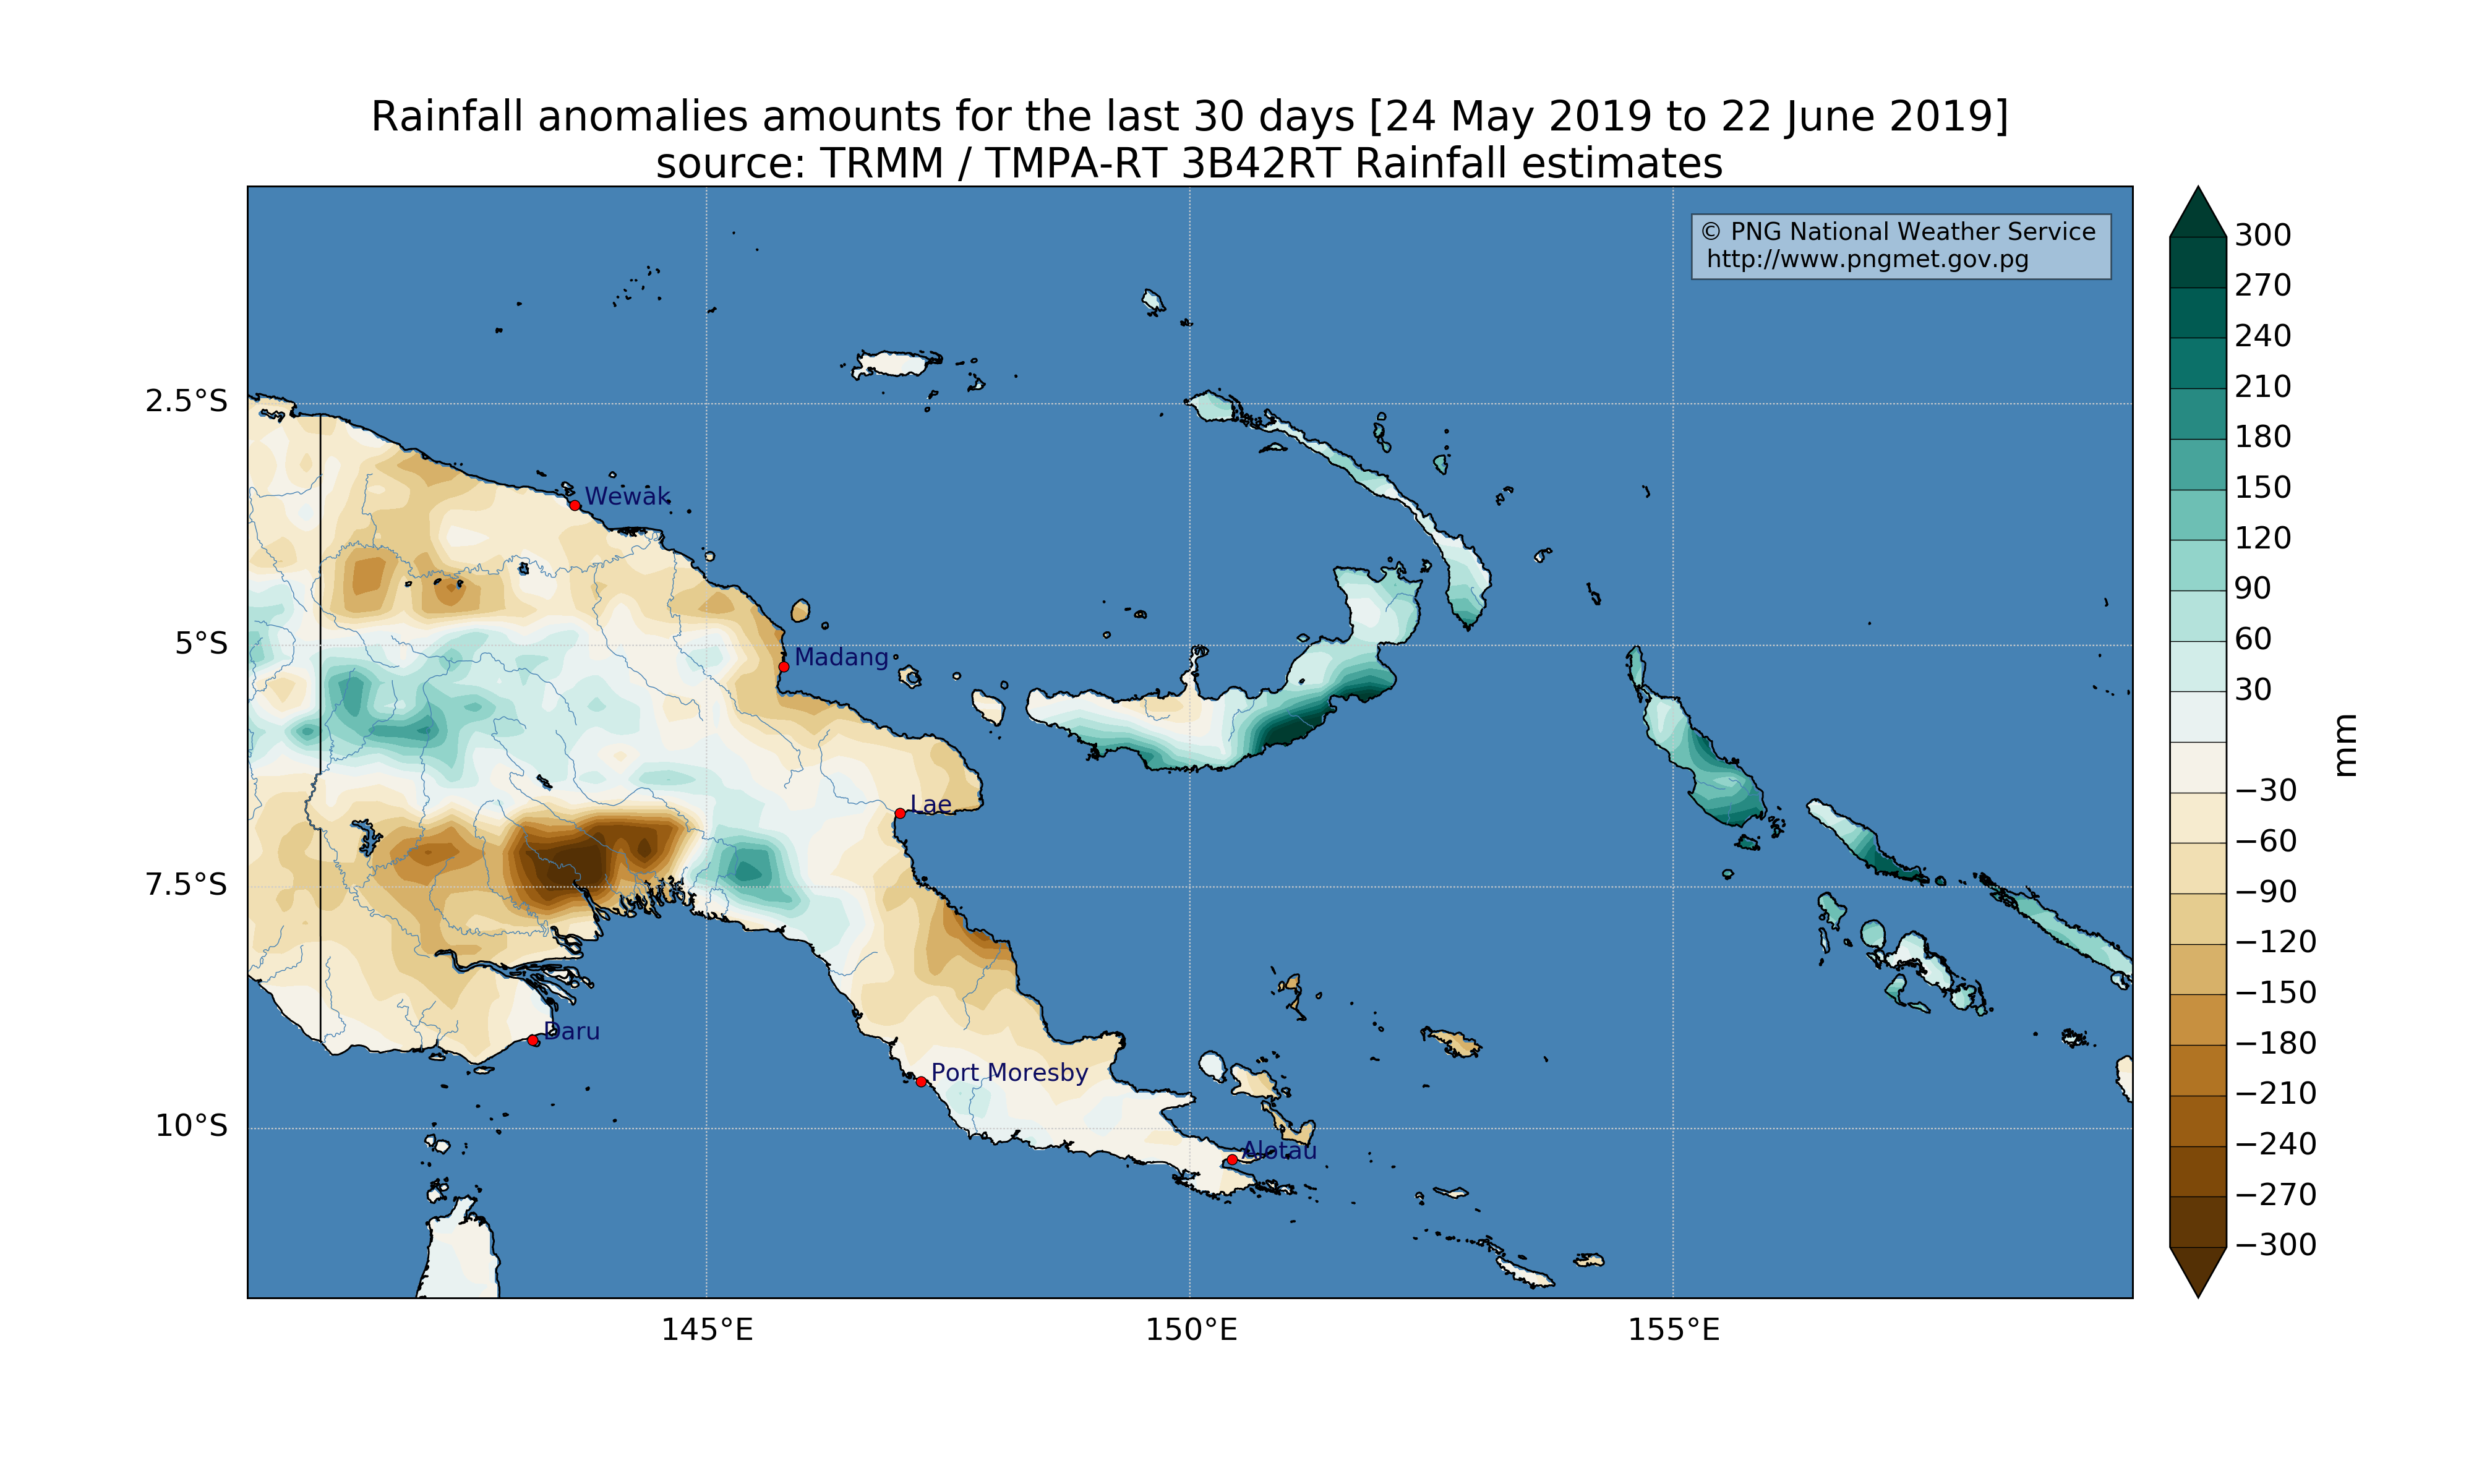 Rainfall anomalies amounts for the last 30 days [24 May 2019 to 22 June 2019]
source: TRMM / TMPA-RT 3B42RT Rainfall estimates
© PNG National Weather Service
http://www.pngmet.gov.pg
2.5°S
5°S
7.5°S
10°S
145°E
150°E
155°E
Wewak
Madang
Lae
Daru
Port Moresby
Alotau
300
270
240
210
180
150
120
90
60
30
−30
−60
−90
−120
−150
−180
−210
−240
−270
−300
mm